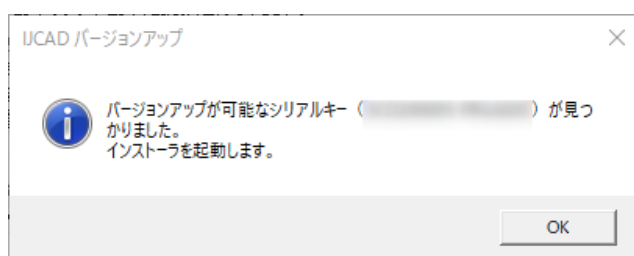 IJCAD バージョンアップ
バージョンアップが可能なシリアルキー（ ）が見つ
かりました。
インストーラを起動します。
OK